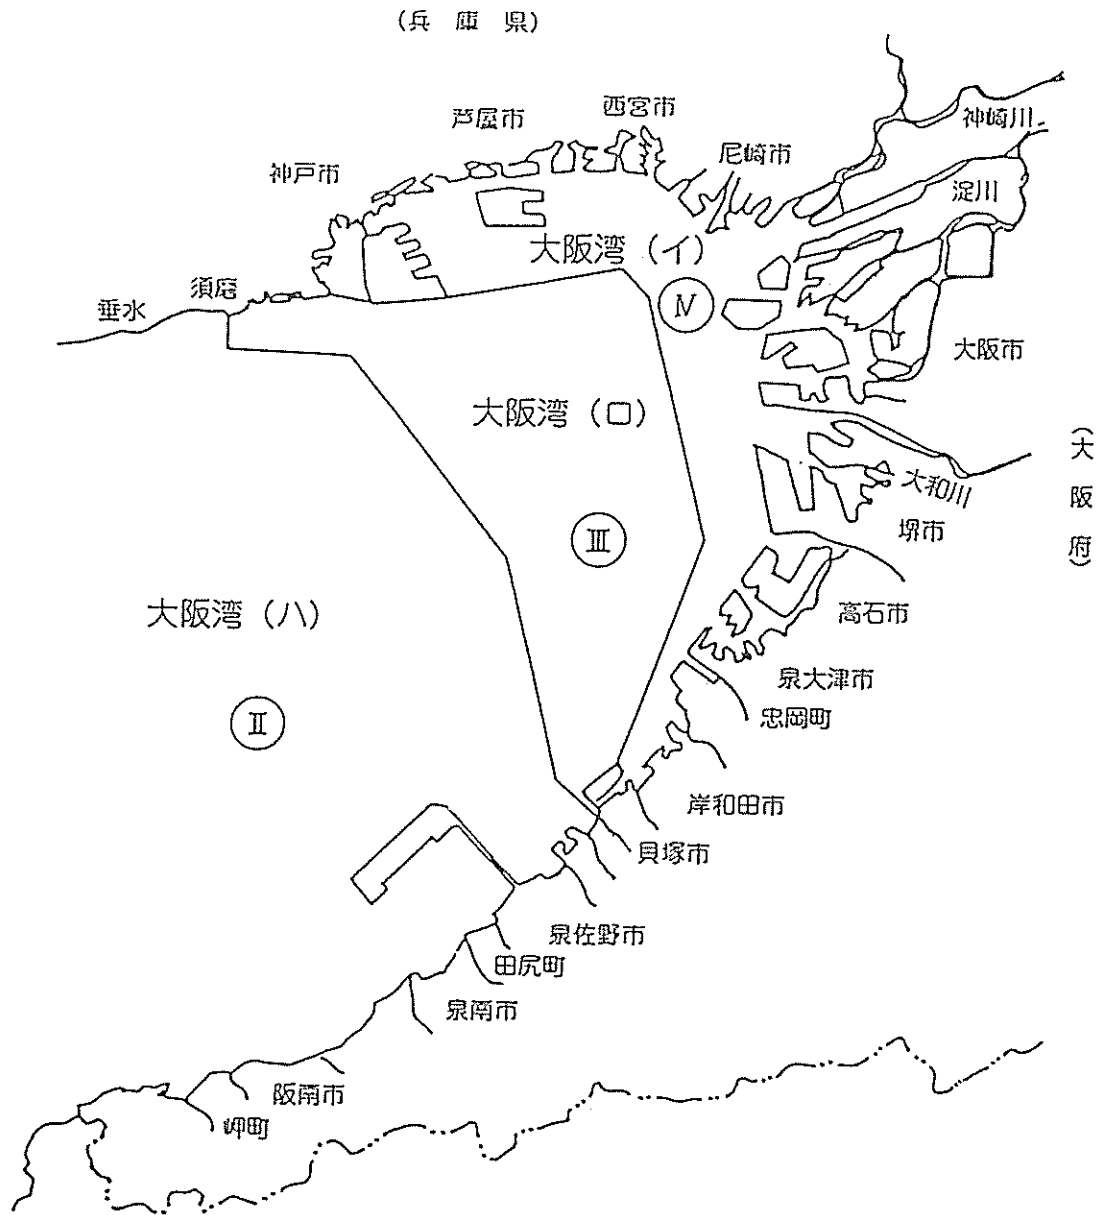 (兵庫県)
西宮市
芦屋市
神崎川
尼崎市
神戸市
淀川
大阪湾(イ)
須磨
垂水
Ⅳ
大阪市
大阪湾(ロ)
(大阪府)
大和川
堺市
Ⅲ
大阪湾(ハ)
高石市
泉大津市
忠岡町
Ⅱ
岸和田市
貝塚市
泉佐野市
田尻町
泉南市
阪南市
岬町